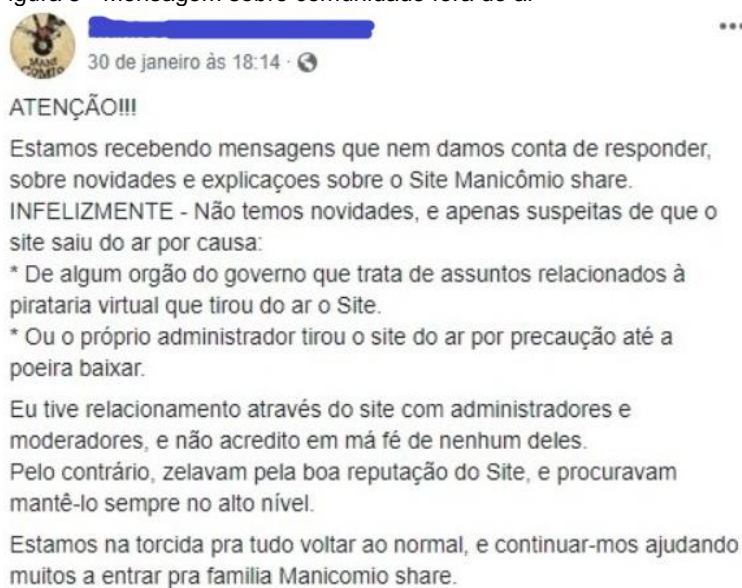 30 de janeiro às 18:14 ·
ATENÇÃO!!!
Estamos recebendo mensagens que nem damos conta de responder,
sobre novidades e explicaçoes sobre o Site Manicômio share.
INFELIZMENTE - Não temos novidades, e apenas suspeitas de que o
site saiu do ar por causa:
* De algum orgão do governo que trata de assuntos relacionados à
pirataria virtual que tirou do ar o Site.
* Ou o próprio administrador tirou o site do ar por precaução até a
poeira baixar.
Eu tive relacionamento através do site com administradores e
moderadores, e não acredito em má fé de nenhum deles.
Pelo contrário, zelavam pela boa reputação do Site, e procuravam
mantê-lo sempre no alto nível.
Estamos na torcida pra tudo voltar ao normal, e continuar-mos ajudando
muitos a entrar pra familia Manicomio share.